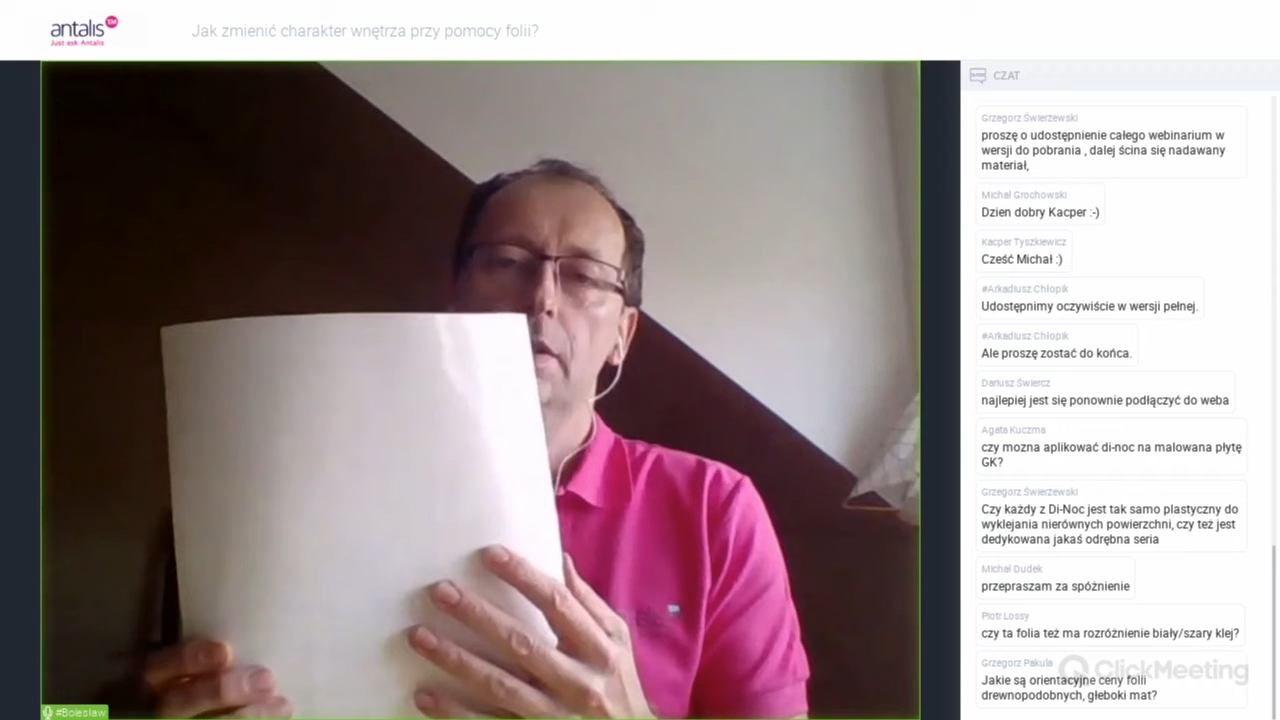 antalis TM
Just ask Antalis
Jak zmienić charakter wnętrza przy pomocy folii?
CZAT
Grzegorz Świerżewski
proszę o udostępnienie całego webinarium w
wersji do pobrania , dalej ścina się nadawany
materiał,
Michał Grochowski
Dzien dobry Kacper :-)
Kacper Tyszkiewicz
Cześć Michał :)
#Arkadiusz Chłopik
Udostępnimy oczywiście w wersji pełnej.
#Arkadiusz Chłopik
Ale proszę zostać do końca.
Dariusz Świercz
najlepiej jest się ponownie podłączyć do weba
Agata Kuczma
czy mozna aplikować di-noc na malowana płytę
GK?
Grzegorz Świerżewski
Czy każdy z Di-Noc jest tak samo plastyczny do
wyklejania nierównych powierzchni, czy też jest
dedykowana jakaś odrębna seria
Michał Dudek
przepraszam za spóżnienie
Piotr Lossy
czy ta folia też ma rozróżnienie biały/szary klej?
Grzegorz Pakuła
Jakie są orientacyjne ceny folii
drewnopodobnych, głeboki mat?
ClickMeeting
#Bolesław